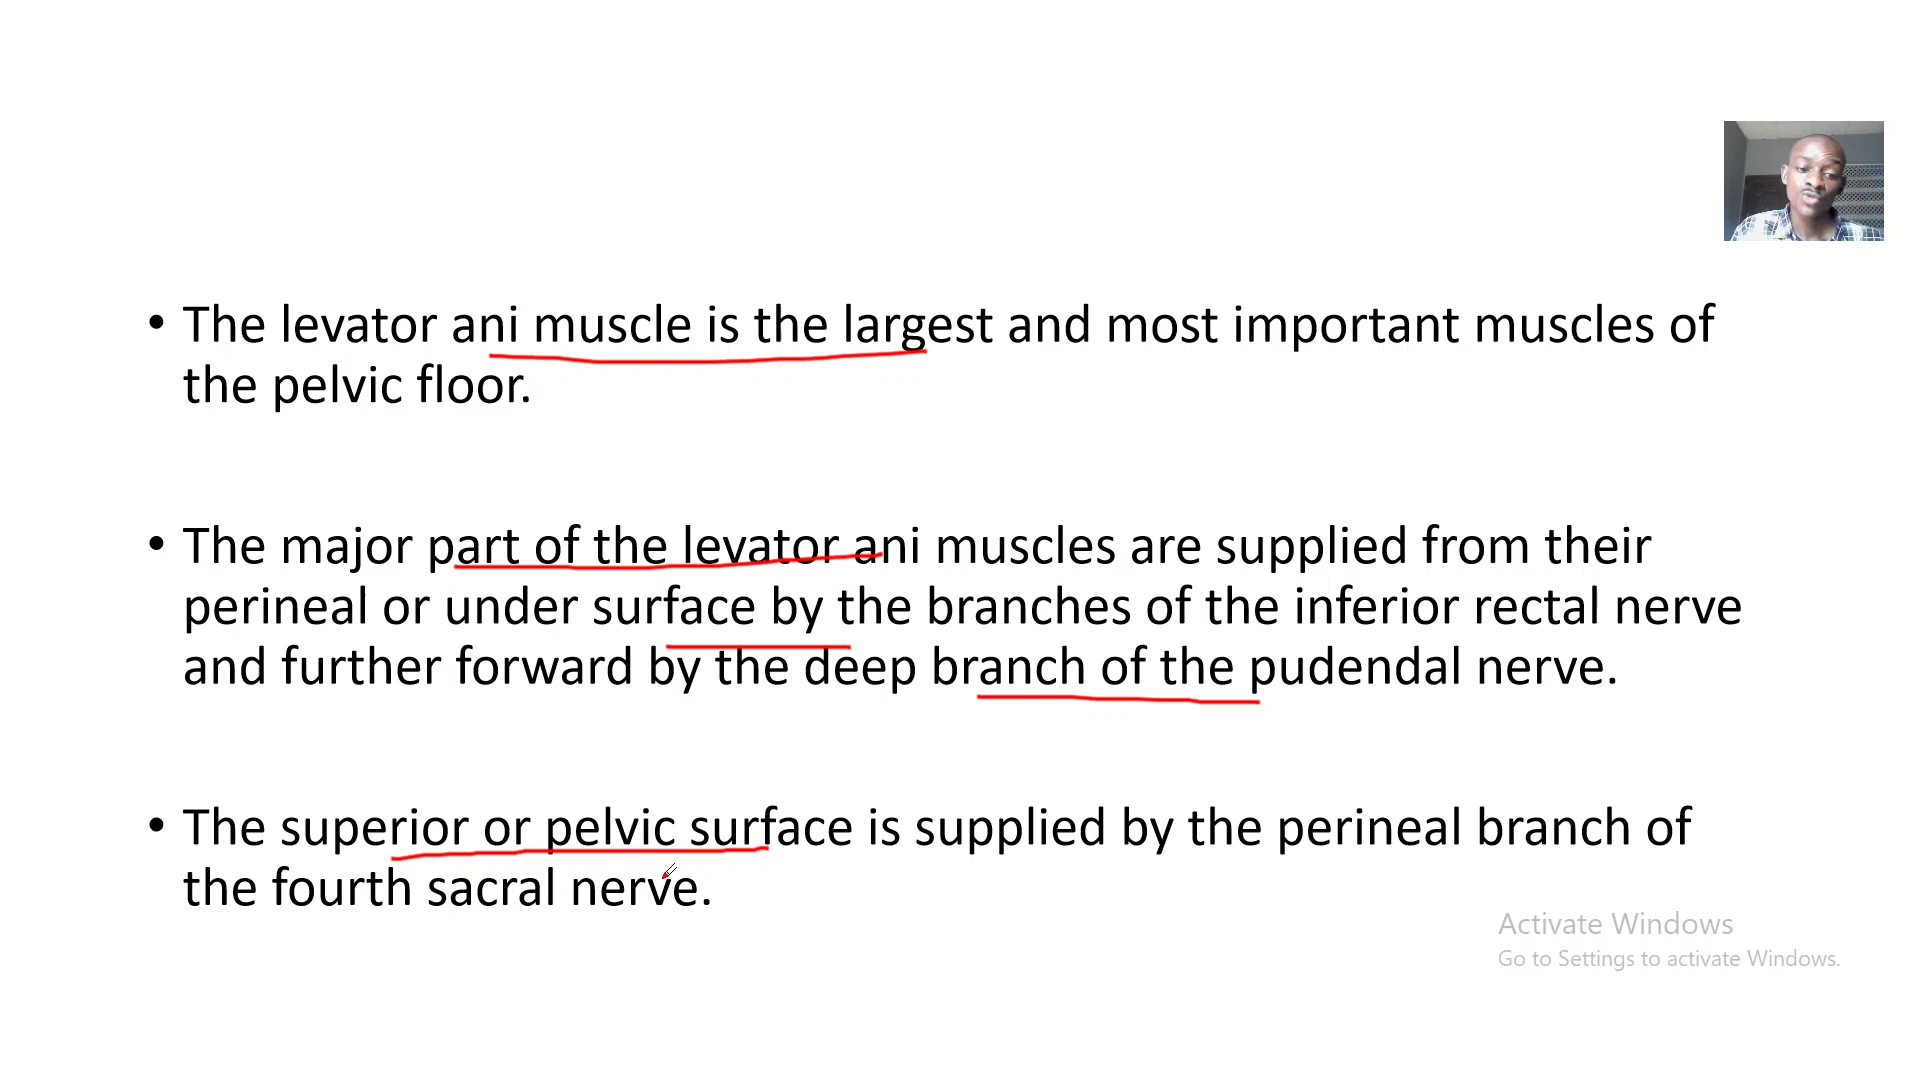 • The levator ani muscle is the largest and most important muscles of
the pelvic floor.
• The major part of the levator ani muscles are supplied from their
perineal or under surface by the branches of the inferior rectal nerve
and further forward by the deep branch of the pudendal nerve.
• The superior or pelvic surface is supplied by the perineal branch of
the fourth sacral nerve.
Activate Windows
Go to Settings to activate Windows.